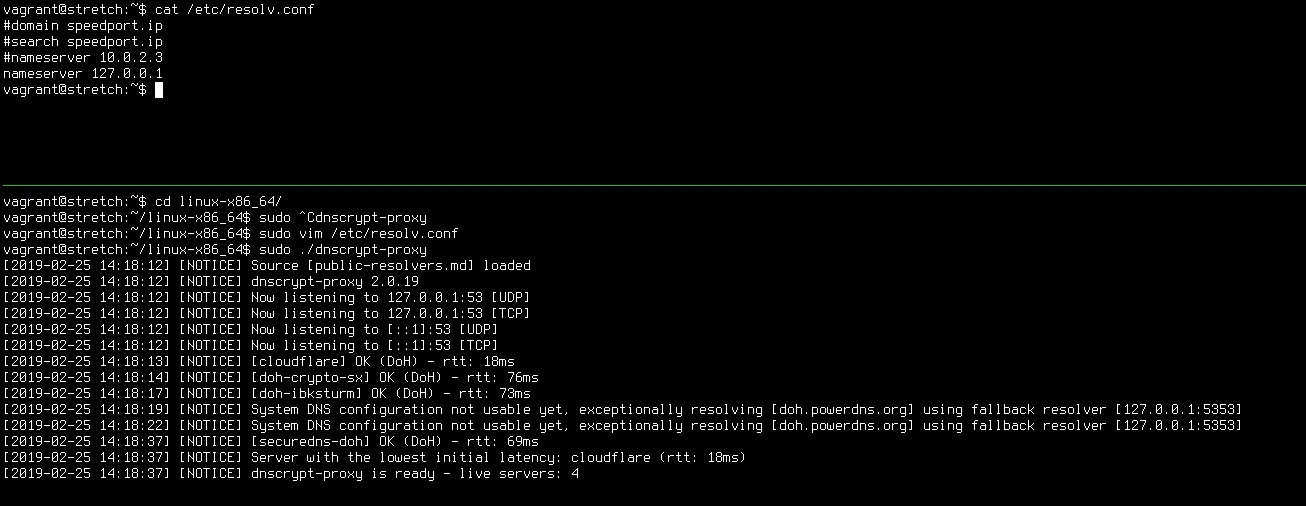 vagrant@stretch:~$ cat /etc/resolv.conf
#domain speedport.ip
#search speedport.ip
#nameserver 10.0.2.3
nameserver 127.0.0.1
vagrant@stretch:~$
vagrant@stretch:~$ cd linux-x86_64/
vagrant@stretch:~/linux-x86_64$ sudo ^Cdnscrypt-proxy
vagrant@stretch:~/linux-x86_64$ sudo vim /etc/resolv.conf
vagrant@stretch:~/linux-x86_64$ sudo ./dnscrypt-proxy
[2019-02-25 14:18:12] [NOTICE] Source [public-resolvers.md] loaded
[2019-02-25 14:18:12] [NOTICE] dnscrypt-proxy 2.0.19
[2019-02-25 14:18:12] [NOTICE] Now listening to 127.0.0.1:53 [UDP]
[2019-02-25 14:18:12] [NOTICE] Now listening to 127.0.0.1:53 [TCP]
[2019-02-25 14:18:12] [NOTICE] Now listening to [::1]:53 [UDP]
[2019-02-25 14:18:12] [NOTICE] Now listening to [::1]:53 [TCP]
[2019-02-25 14:18:13] [NOTICE] [cloudflare] OK (DoH) - rtt: 18ms
[2019-02-25 14:18:14] [NOTICE] [doh-crypto-sx] OK (DoH) - rtt: 76ms
[2019-02-25 14:18:17] [NOTICE] [doh-ibksturm] OK (DoH) - rtt: 73ms
[2019-02-25 14:18:19] [NOTICE] System DNS configuration not usable yet, exceptionally resolving [doh.powerdns.org] using fallback resolver [127.0.0.1:5353]
[2019-02-25 14:18:22] [NOTICE] System DNS configuration not usable yet, exceptionally resolving [doh.powerdns.org] using fallback resolver [127.0.0.1:5353]
[2019-02-25 14:18:37] [NOTICE] [securedns-doh] OK (DoH) - rtt: 69ms
[2019-02-25 14:18:37] [NOTICE] Server with the lowest initial latency: cloudflare (rtt: 18ms)
[2019-02-25 14:18:37] [NOTICE] dnscrypt-proxy is ready - live servers: 4